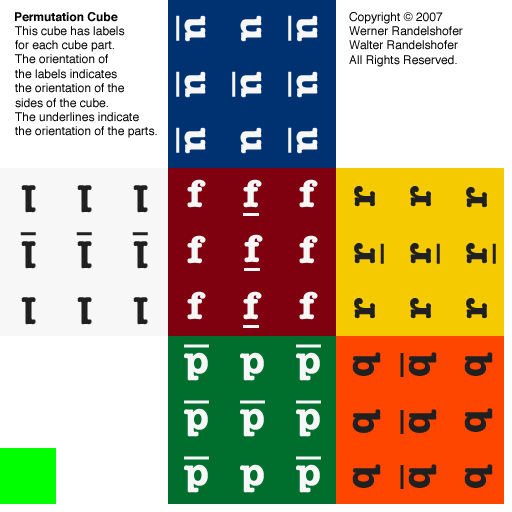 Permutation Cube
This cube has labels
for each cube part.
The orientation of
the labels indicates
the orientation of the
sides of the cube.
The underlines indicate
the orientation of the parts.
Copyright © 2007
Werner Randelshofer
Walter Randelshofer
All Rights Reserved.
u u u
u u u
u u u
l l l
l l l
l l l
f f f
f f f
f f f
r r r
r r r
r r r
d d d
d d d
d d d
b b b
b b b
b b b